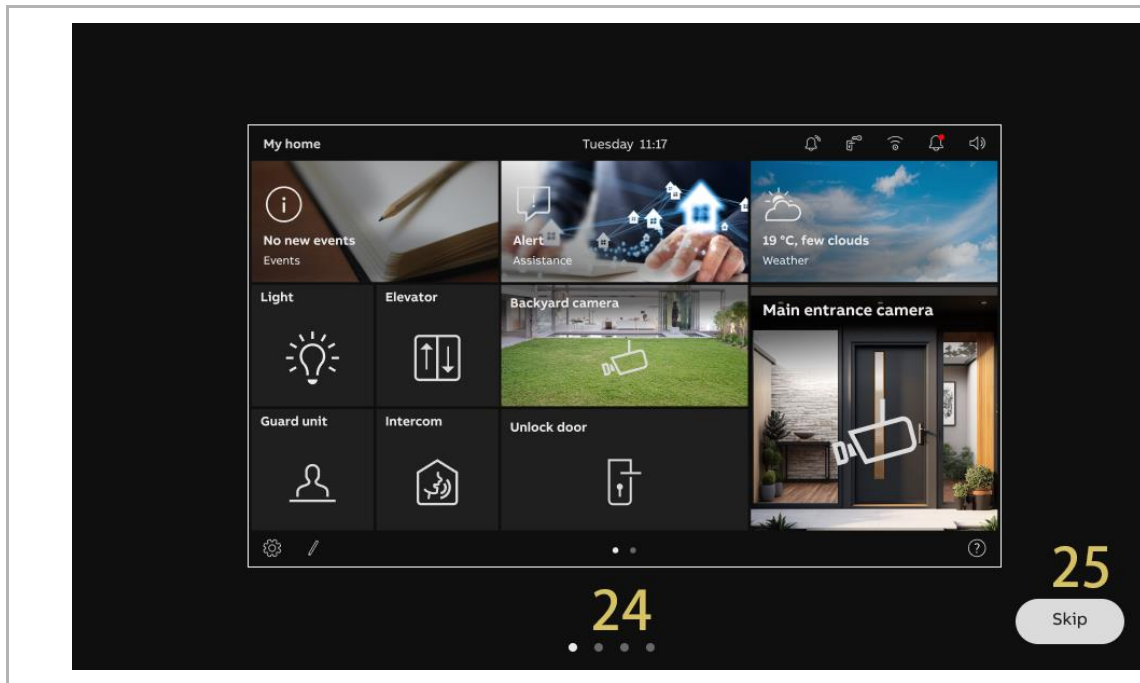 My home
Tuesday 11:17
No new events
Events
Alert
Assistance
19 °C, few clouds
Weather
Light
Elevator
Backyard camera
Main entrance camera
Guard unit
Intercom
Unlock door
24
25
Skip